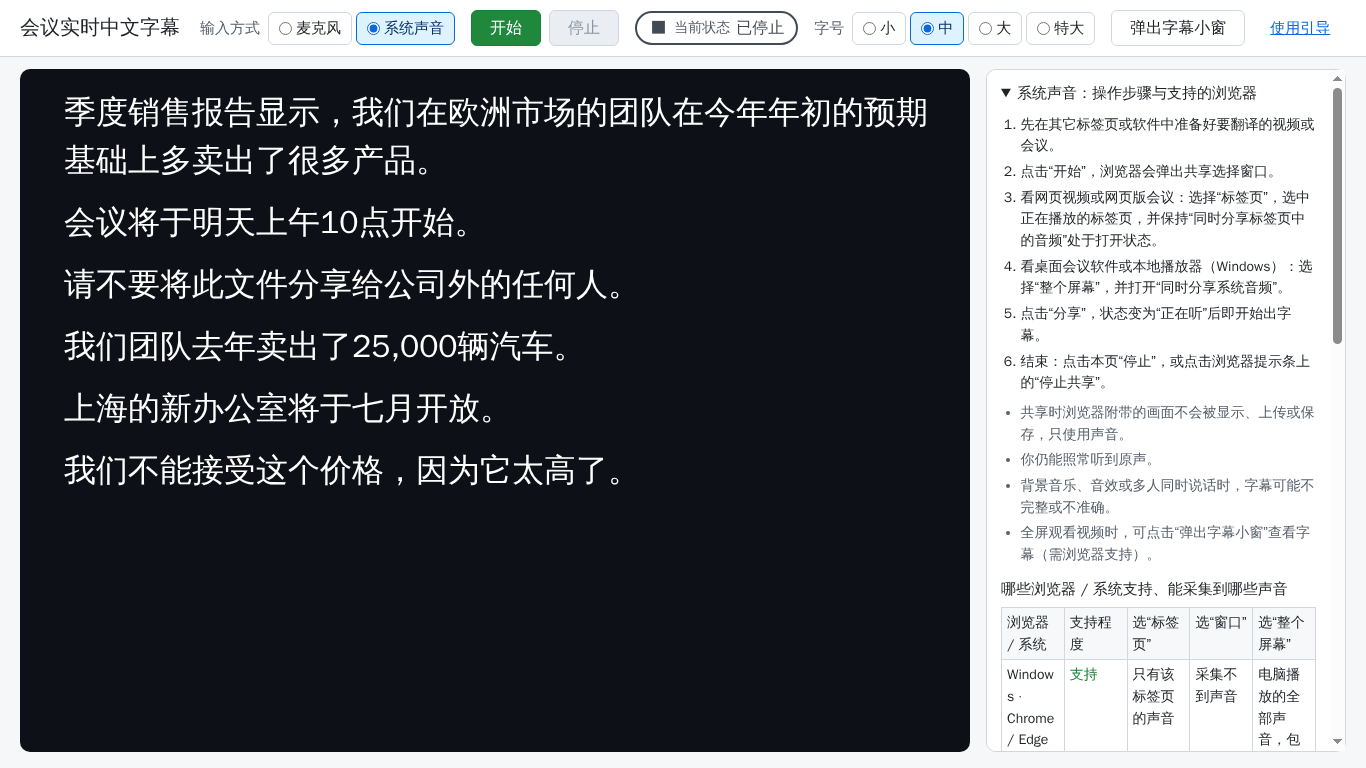 会议实时中文字幕 输入方式 麦克风 系统声音 开始 停止 当前状态 已停止 字号 小 中 大 特大 弹出字幕小窗 使用引导
季度销售报告显示，我们在欧洲市场的团队在今年年初的预期
基础上多卖出了很多产品。
会议将于明天上午10点开始。
请不要将此文件分享给公司外的任何人。
我们团队去年卖出了25,000辆汽车。
上海的新办公室将于七月开放。
我们不能接受这个价格，因为它太高了。
▼ 系统声音：操作步骤与支持的浏览器
1. 先在其它标签页或软件中准备好要翻译的视频或
会议。
2. 点击“开始”，浏览器会弹出共享选择窗口。
3. 看网页视频或网页版会议：选择“标签页”，选中
正在播放的标签页，并保持“同时分享标签页中
的音频”处于打开状态。
4. 看桌面会议软件或本地播放器（Windows）：选
择“整个屏幕”，并打开“同时分享系统音频”。
5. 点击“分享”，状态变为“正在听”后即开始出字
幕。
6. 结束：点击本页“停止”，或点击浏览器提示条上
的“停止共享”。
• 共享时浏览器附带的画面不会被显示、上传或保
存，只使用声音。
• 你仍能照常听到原声。
• 背景音乐、音效或多人同时说话时，字幕可能不
完整或不准确。
• 全屏观看视频时，可点击“弹出字幕小窗”查看字
幕（需浏览器支持）。
哪些浏览器 / 系统支持、能采集到哪些声音
浏览器 支持程 选“标签 选“窗口” 选“整个
/ 系统 度 页” 屏幕”
Window 支持 只有该 采集不 电脑播
s · 标签页 到声音 放的全
Chrome 的声音 部声
/ Edge 音，包